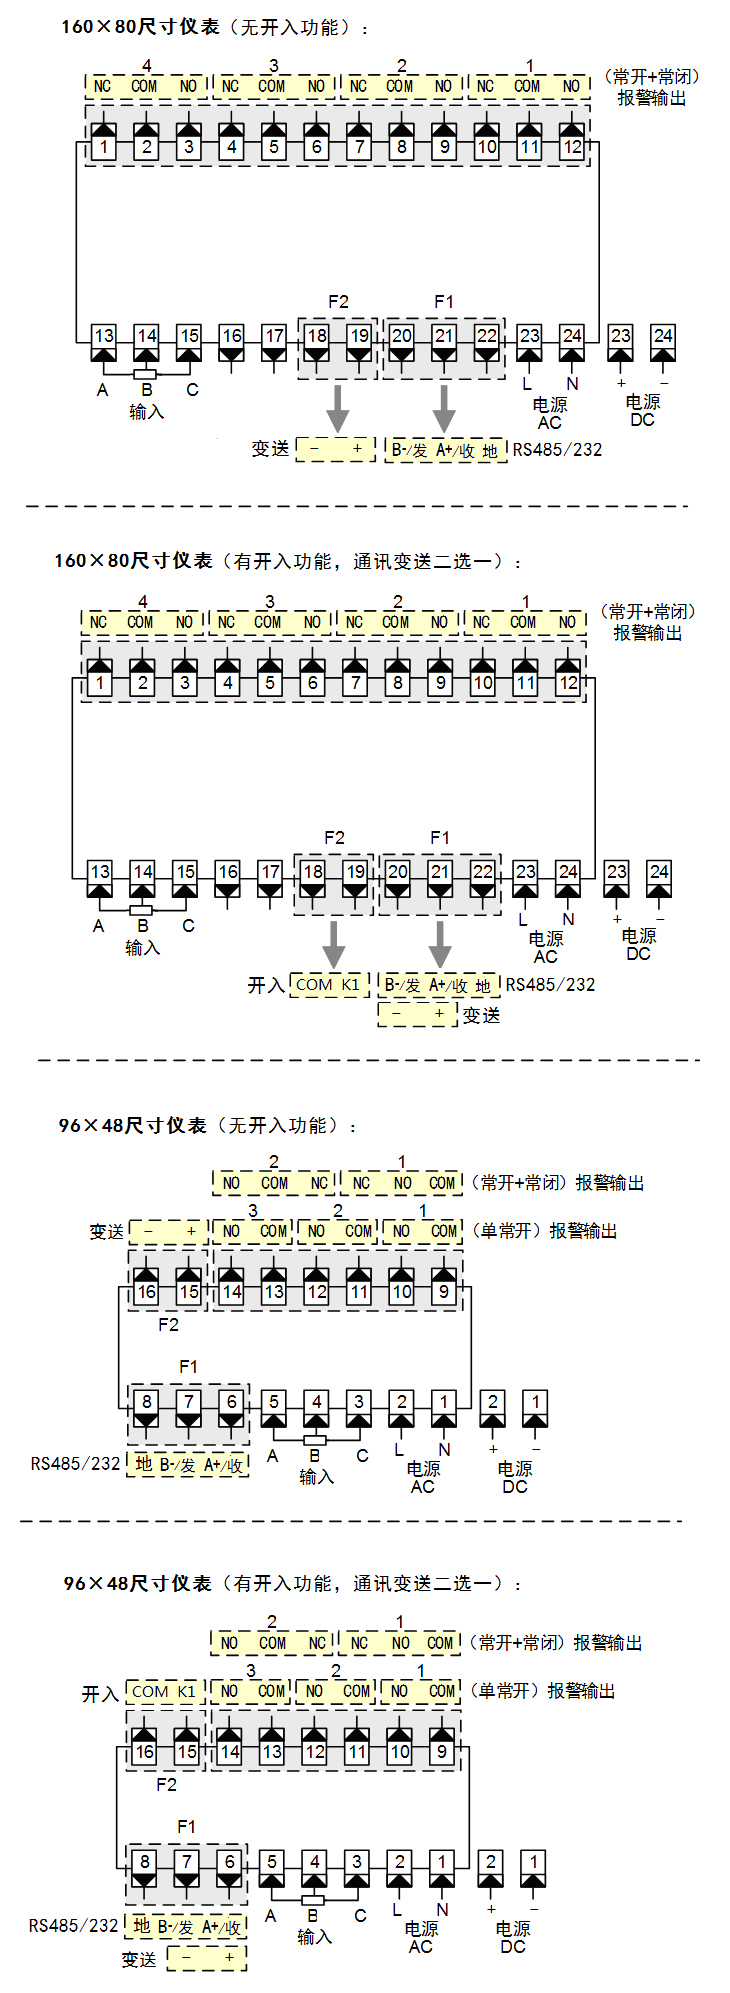 160×80尺寸仪表（无开入功能）：
4 3 2 1
NC COM NO NC COM NO NC COM NO NC COM NO （常开+常闭）
报警输出
1 2 3 4 5 6 7 8 9 10 11 12
F2 F1
13 14 15 16 17 18 19 20 21 22 23 24 23 24
A B C L N + −
输入 电源 AC 电源 DC
变送 − + B-/发 A+/收 地 RS485/232
160×80尺寸仪表（有开入功能，通讯变送二选一）：
4 3 2 1
NC COM NO NC COM NO NC COM NO NC COM NO （常开+常闭）
报警输出
1 2 3 4 5 6 7 8 9 10 11 12
F2 F1
13 14 15 16 17 18 19 20 21 22 23 24 23 24
A B C L N + −
输入 电源 AC 电源 DC
开入 COM K1 B-/发 A+/收 地 RS485/232
− + 变送
96×48尺寸仪表（无开入功能）：
2 1
NO COM NC NC NO COM （常开+常闭）报警输出
3 2 1
变送 − + NO COM NO COM NO COM （单常开）报警输出
16 15 14 13 12 11 10 9
F2
F1
8 7 6 5 4 3 2 1 2 1
A B C L N + −
RS485/232 地 B-/发 A+/收 输入 电源 AC 电源 DC
96×48尺寸仪表（有开入功能，通讯变送二选一）：
2 1
NO COM NC NC NO COM （常开+常闭）报警输出
3 2 1
开入 COM K1 NO COM NO COM NO COM （单常开）报警输出
16 15 14 13 12 11 10 9
F2
F1
8 7 6 5 4 3 2 1 2 1
A B C L N + −
RS485/232 地 B-/发 A+/收 输入 电源 AC 电源 DC
变送 − +